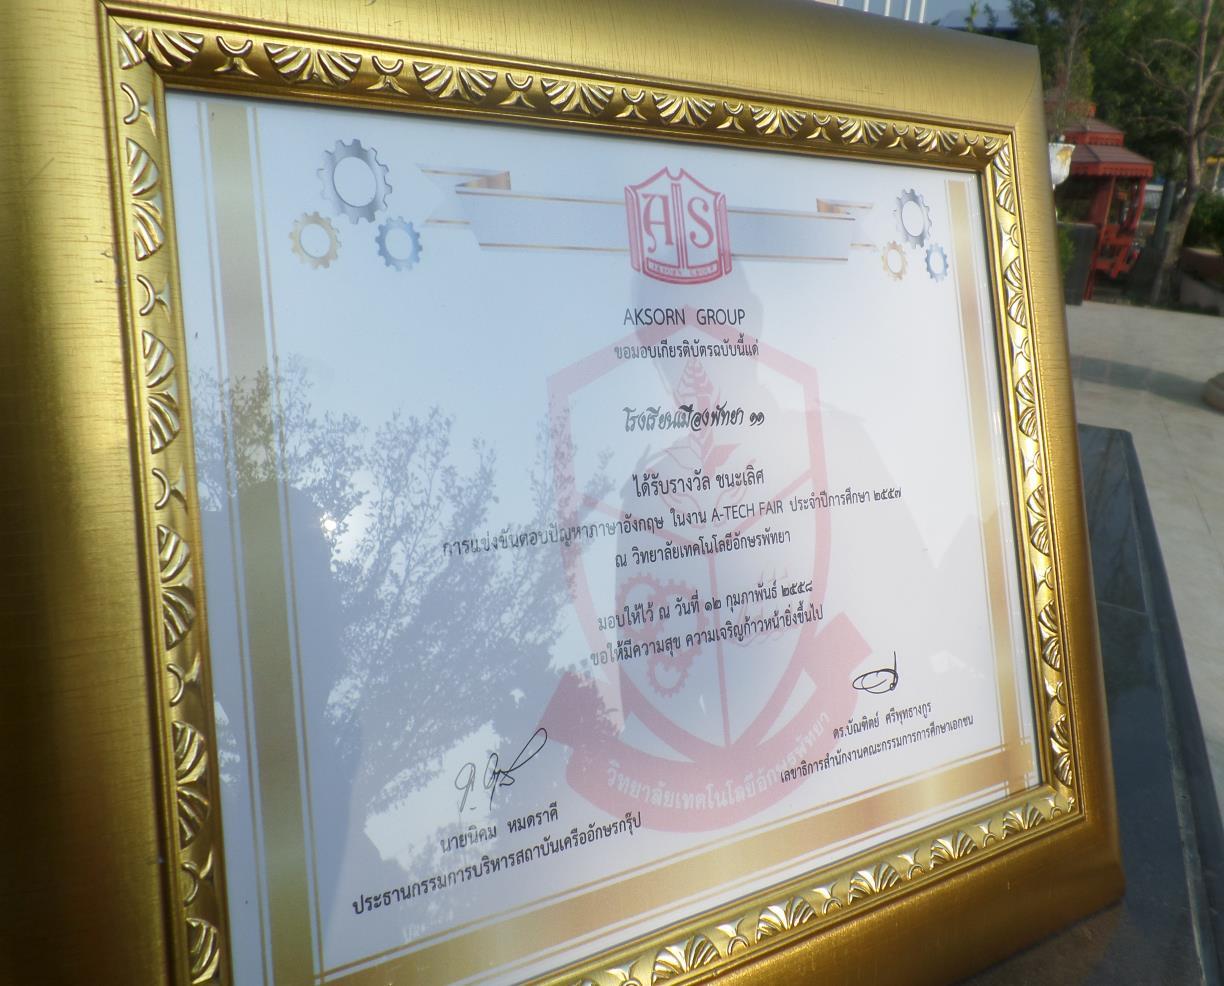 AS
AKSORN GROUP
AKSORN GROUP
ขอมอบเกียรติบัตรฉบับนี้แด่
โรงเรียนเมืองพัทยา ๑๑
ได้รับรางวัล ชนะเลิศ
การแข่งขันตอบปัญหาภาษาอังกฤษ ในงาน A-TECH FAIR ประจำปีการศึกษา ๒๕๕๗
ณ วิทยาลัยเทคโนโลยีอักษรพัทยา
มอบให้ไว้ ณ วันที่ ๑๒ กุมภาพันธ์ ๒๕๕๘
ขอให้มีความสุข ความเจริญก้าวหน้ายิ่งขึ้นไป
ดร.บัณฑิตย์ ศรีพุทธางกูร
เลขาธิการสำนักงานคณะกรรมการการศึกษาเอกชน
วิทยาลัยเทคโนโลยีอักษรพัทยา
นายนิคม หมดราคี
ประธานกรรมการบริหารสถาบันเครืออักษรกรุ๊ป